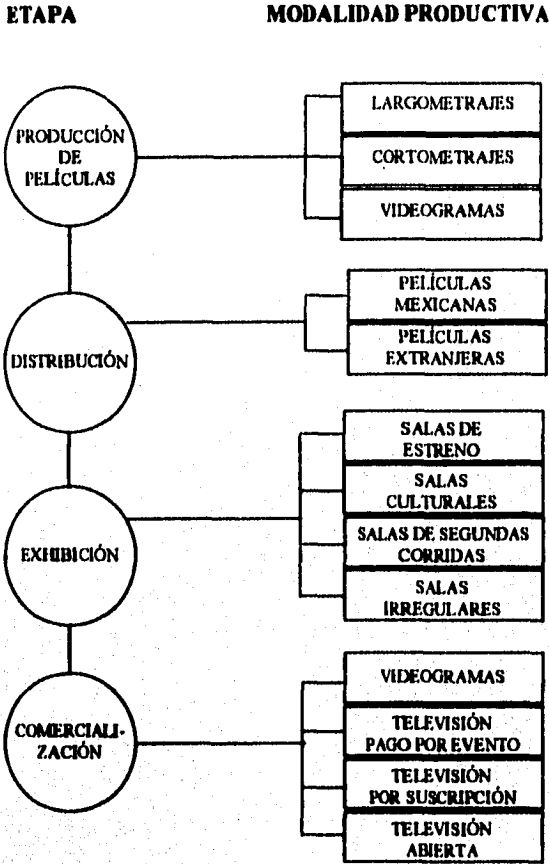 ETAPA
MODALIDAD PRODUCTIVA
PRODUCCIÓN
DE
PELÍCULAS
LARGOMETRAJES
CORTOMETRAJES
VIDEOGRAMAS
DISTRIBUCIÓN
PELÍCULAS
MEXICANAS
PELÍCULAS
EXTRANJERAS
EXHIBICIÓN
SALAS DE
ESTRENO
SALAS
CULTURALES
SALAS DE SEGUNDAS
CORRIDAS
SALAS
IRREGULARES
COMERCIALI-
ZACIÓN
VIDEOGRAMAS
TELEVISIÓN
PAGO POR EVENTO
TELEVISIÓN
POR SUSCRIPCIÓN
TELEVISIÓN
ABIERTA